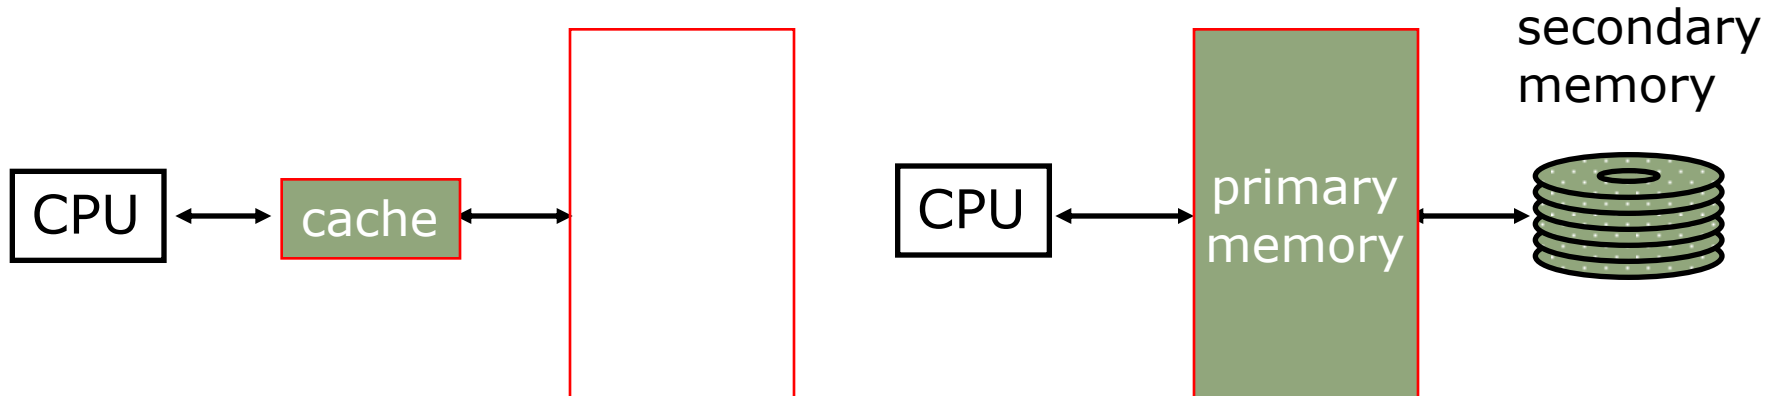 CPU
cache
CPU
primary
memory
secondary
memory